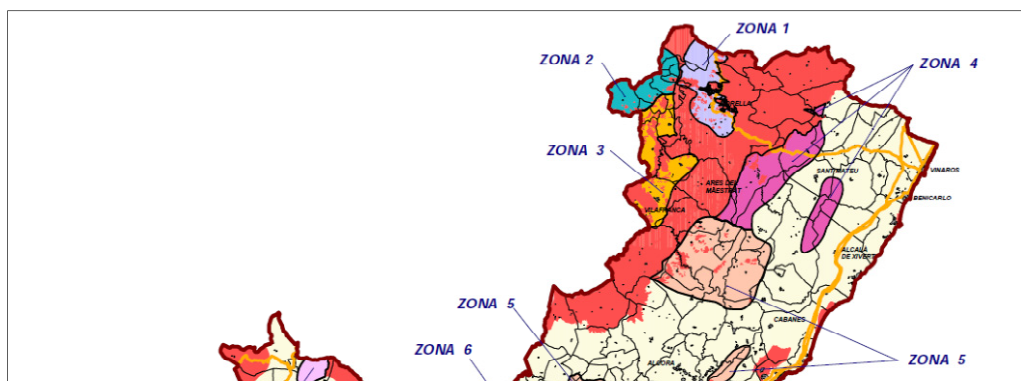 ZONA 1
ZONA 2
ZONA 4
ZONA 3
ARES DEL
MAESTRAT
VILAFRANCA
SANT MATEU
VINAROS
BENICARLO
ALCALA
DE XIVERT
ZONA 5
CABANES
ZONA 6
ALCORA
ZONA 5